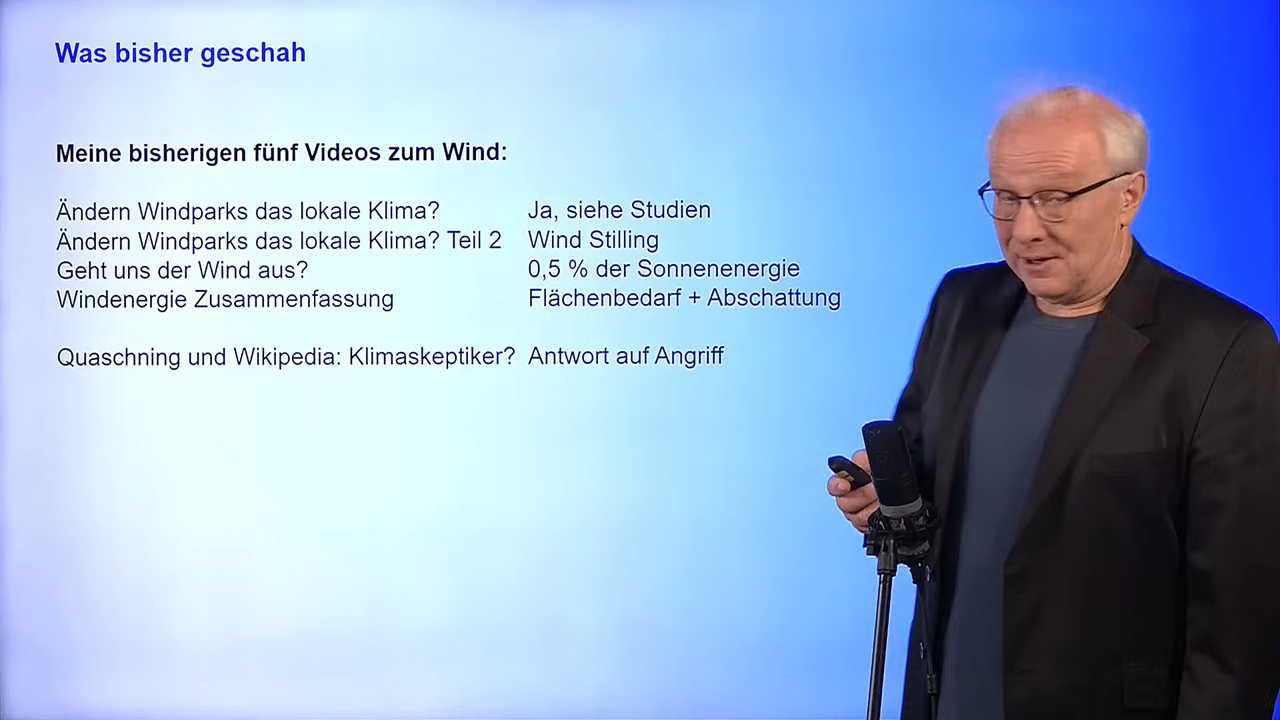 Was bisher geschah
Meine bisherigen fünf Videos zum Wind:
Ändern Windparks das lokale Klima? Ja, siehe Studien
Ändern Windparks das lokale Klima? Teil 2 Wind Stilling
Geht uns der Wind aus? 0,5 % der Sonnenenergie
Windenergie Zusammenfassung Flächenbedarf + Abschattung
Quaschning und Wikipedia: Klimaskeptiker? Antwort auf Angriff